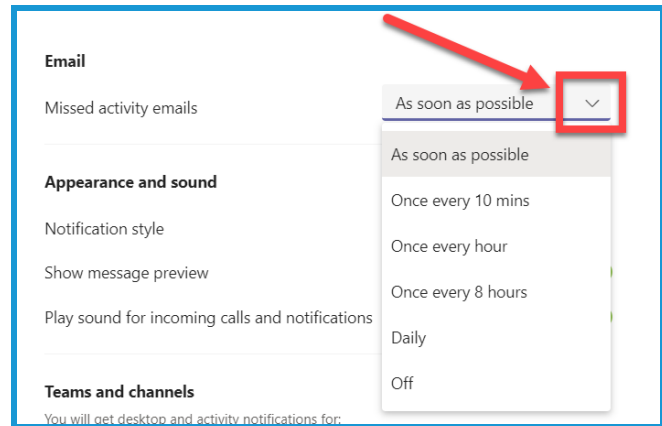 Email
Missed activity emails
As soon as possible
As soon as possible
Once every 10 mins
Once every hour
Once every 8 hours
Daily
Off
Appearance and sound
Notification style
Show message preview
Play sound for incoming calls and notifications
Teams and channels
You will get desktop and activity notifications for: